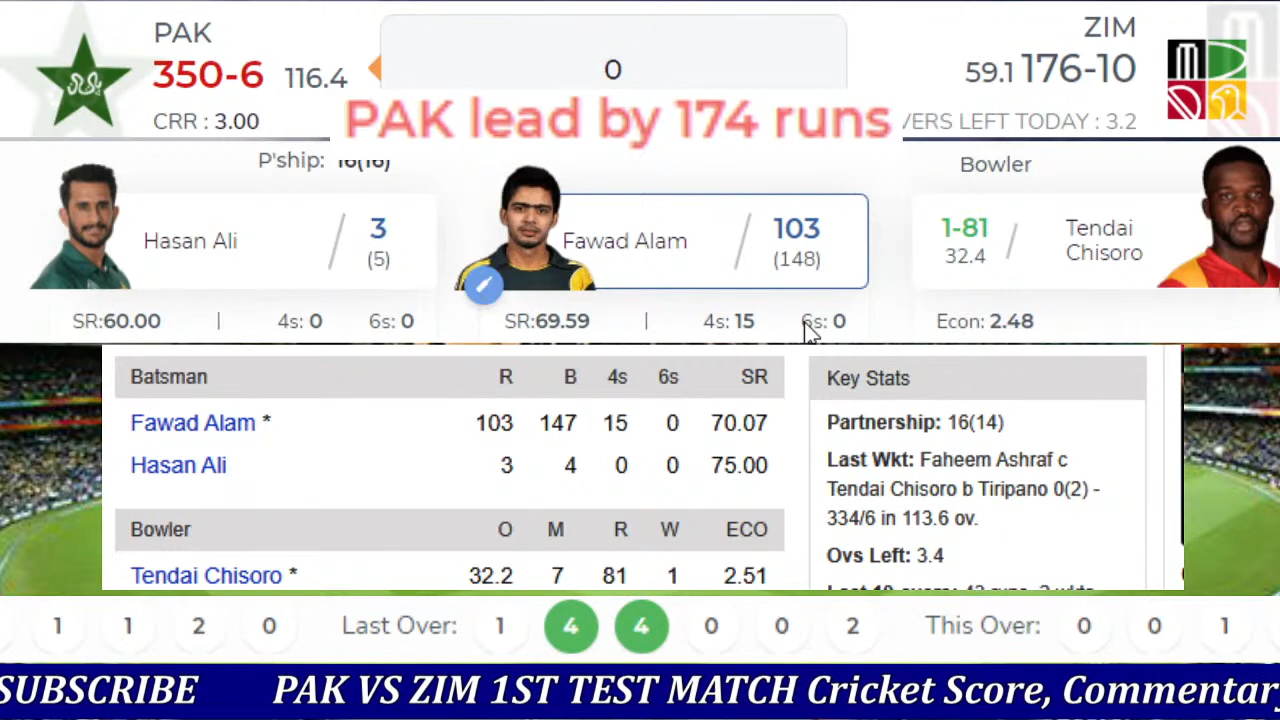 PAK
350-6 116.4
CRR : 3.00
0
PAK lead by 174 runs
ZIM
59.1 176-10
VERS LEFT TODAY : 3.2
P'ship: 16(16)
Hasan Ali 3 (5)
SR:60.00 | 4s: 0 6s: 0
Fawad Alam 103 (148)
SR:69.59 | 4s: 15 6s: 0
Bowler
1-81 32.4 Tendai Chisoro
Econ: 2.48
Batsman R B 4s 6s SR
Fawad Alam * 103 147 15 0 70.07
Hasan Ali 3 4 0 0 75.00
Bowler O M R W ECO
Tendai Chisoro * 32.2 7 81 1 2.51
Key Stats
Partnership: 16(14)
Last Wkt: Faheem Ashraf c
Tendai Chisoro b Tiripano 0(2) -
334/6 in 113.6 ov.
Ovs Left: 3.4
1 1 2 0 Last Over: 1 4 4 0 0 2 This Over: 0 0 1
SUBSCRIBE PAK VS ZIM 1ST TEST MATCH Cricket Score, Commentar